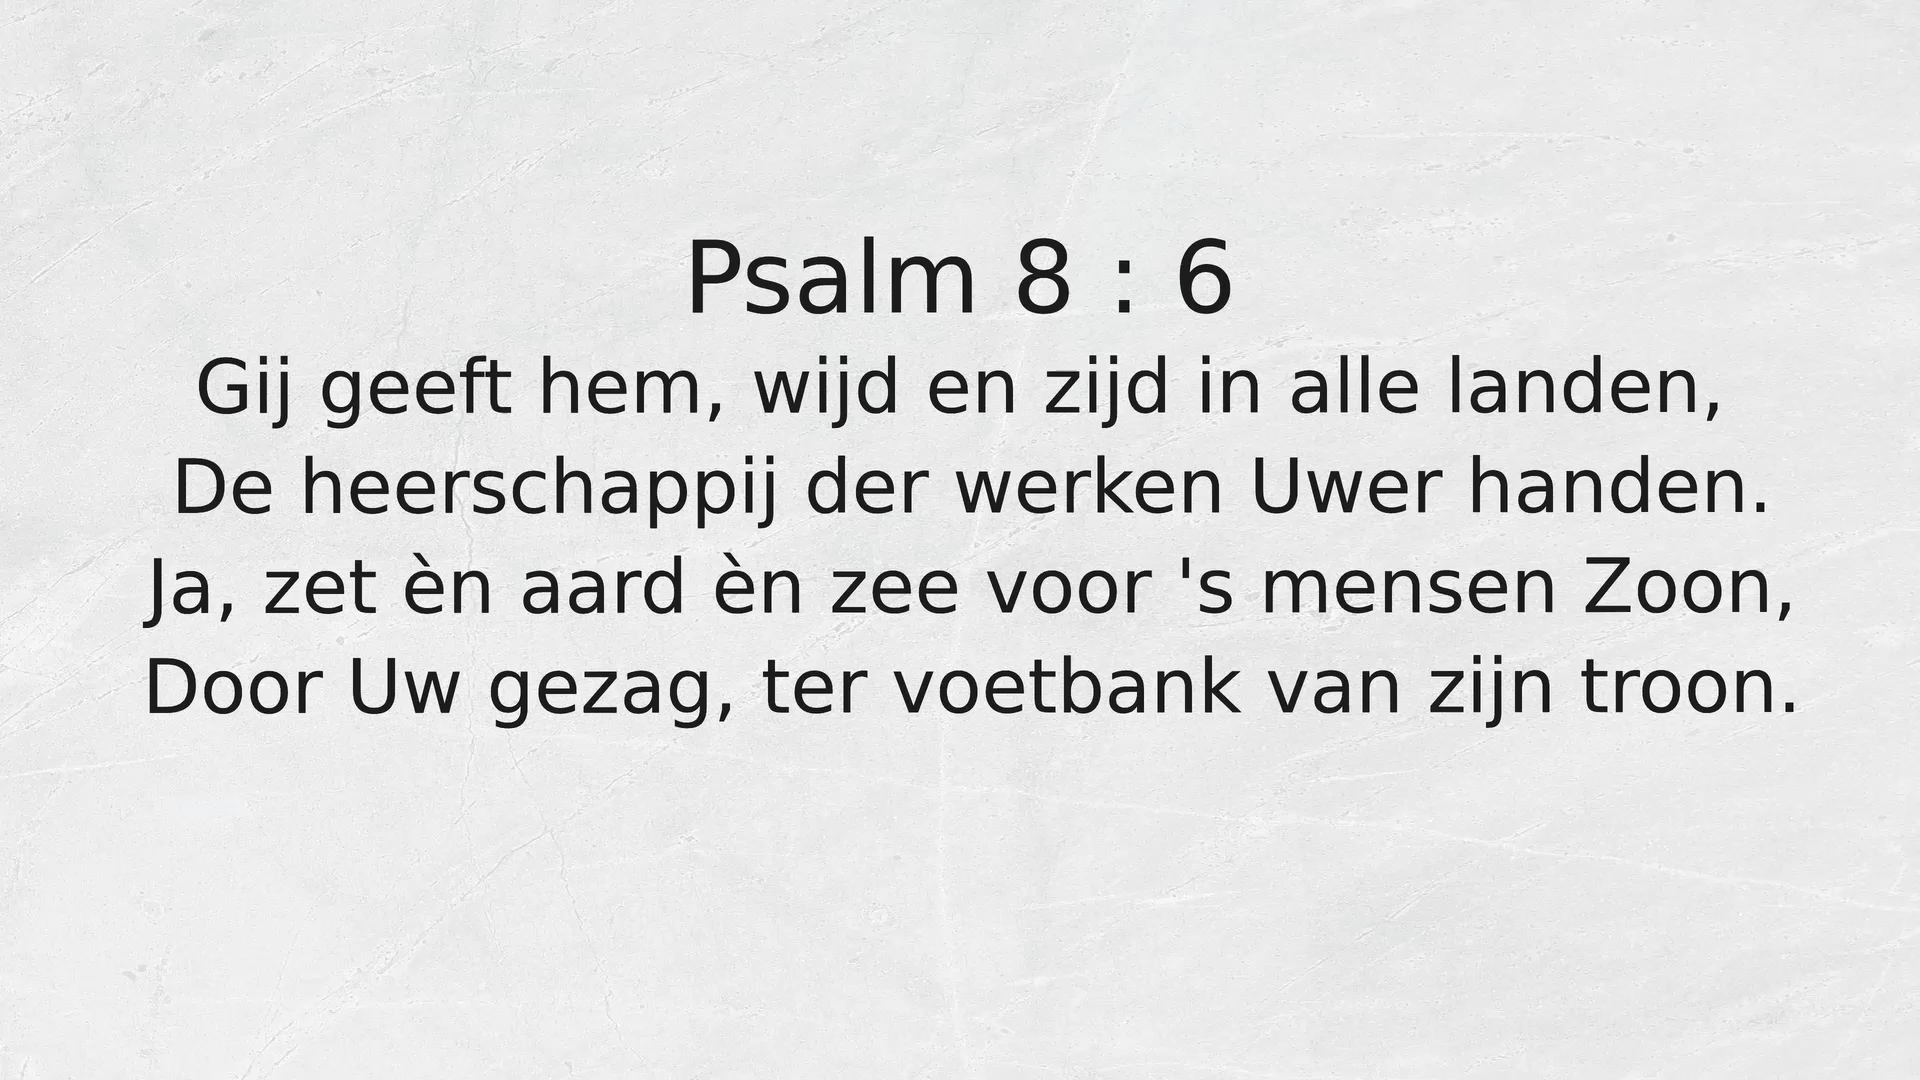 Psalm 8 : 6
Gij geeft hem, wijd en zijd in alle landen,
De heerschappij der werken Uwer handen.
Ja, zet èn aard èn zee voor 's mensen Zoon,
Door Uw gezag, ter voetbank van zijn troon.